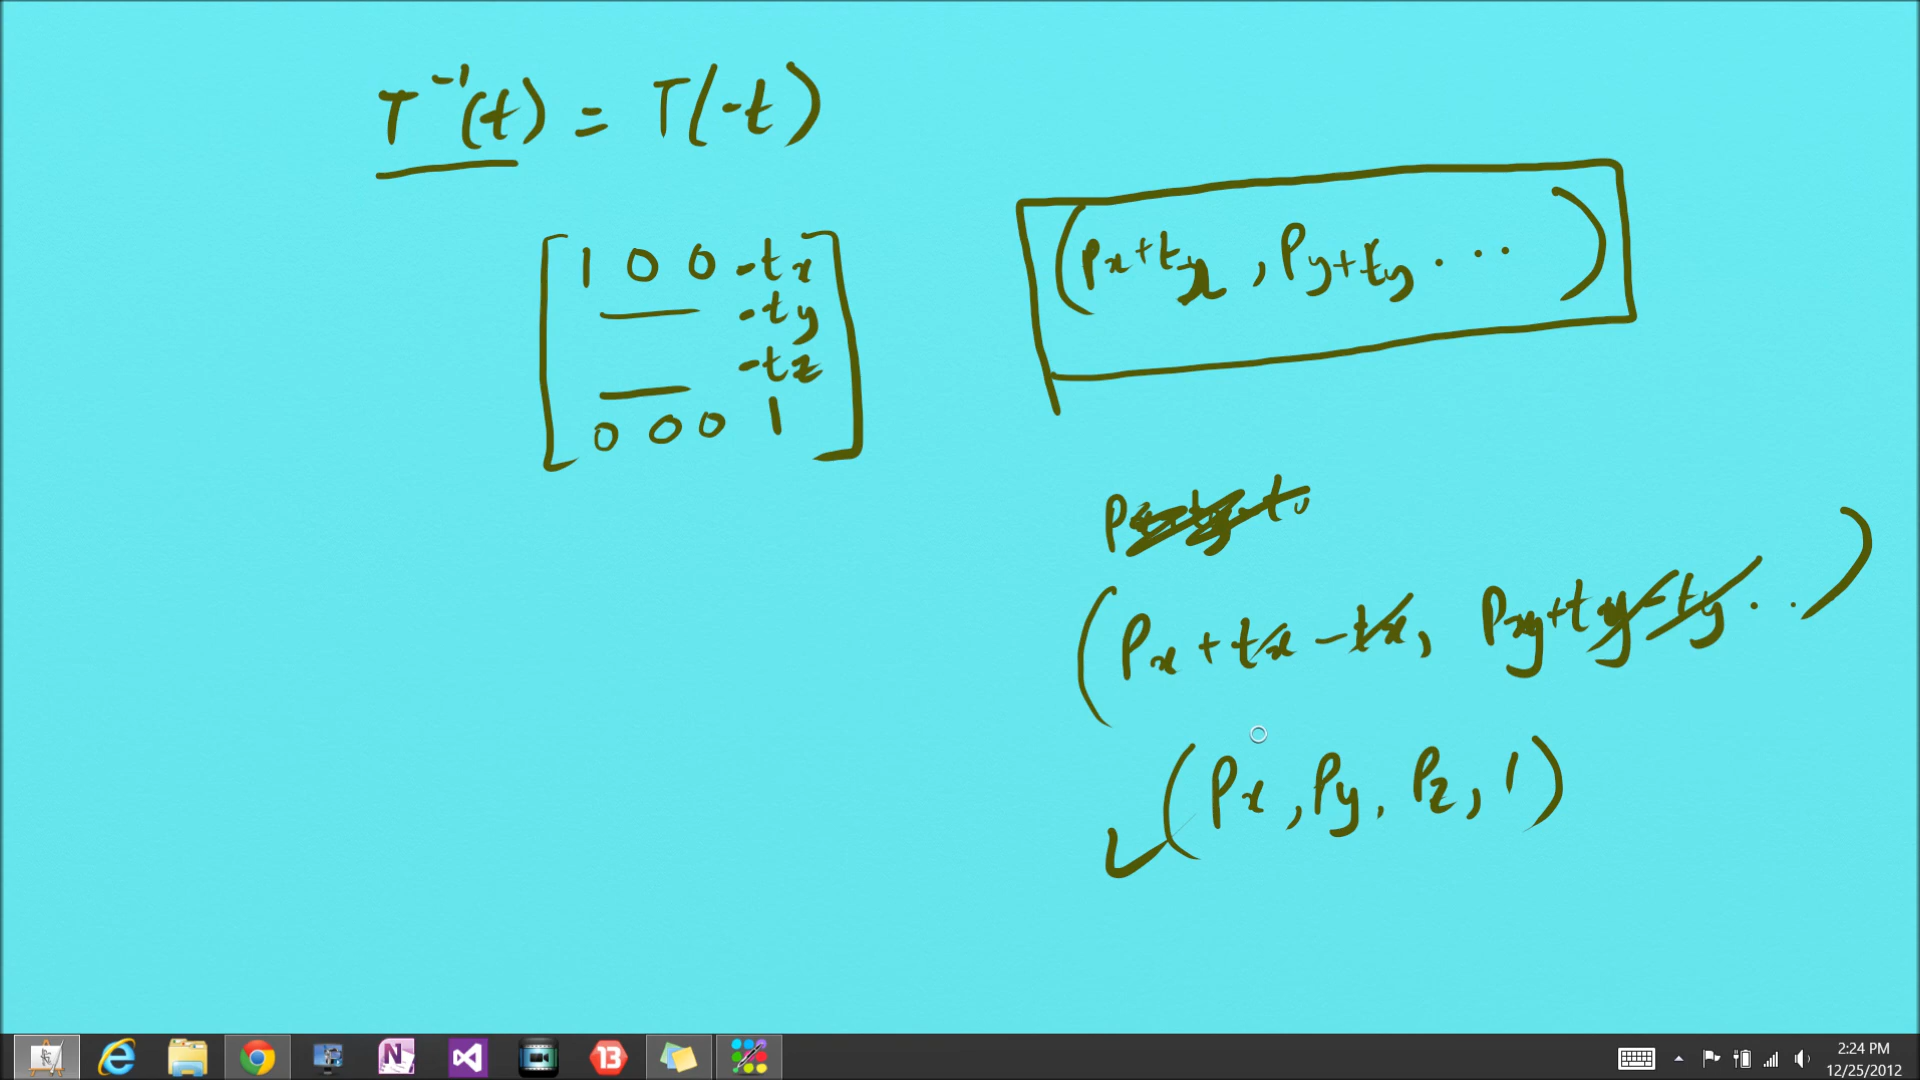 T⁻¹(t) = T(-t)
1 0 0 -tx
-ty
-tz
0 0 0 1
(Px+tx, Py+ty . . . )
(Px + tx - tx, Py+ty-ty . . )
(Px, Py, Pz, 1)
N
13
2:24 PM
12/25/2012